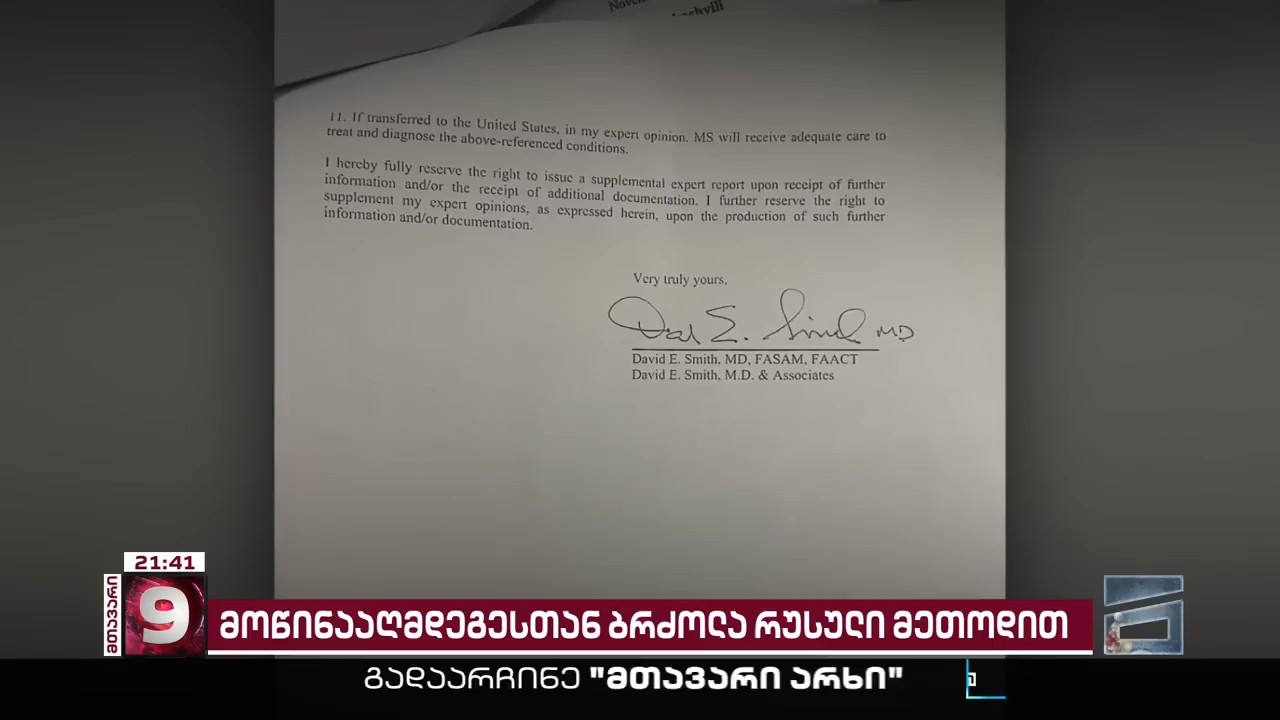 11. If transferred to the United States, in my expert opinion. MS will receive adequate care to
treat and diagnose the above-referenced conditions.
I hereby fully reserve the right to issue a supplemental expert report upon receipt of further
information and/or the receipt of additional documentation. I further reserve the right to
supplement my expert opinions, as expressed herein, upon the production of such further
information and/or documentation.
Very truly yours,
MD
David E. Smith, MD, FASAM, FAACT
David E. Smith, M.D. & Associates
21:41
მთავარი
9
მოწინააღმდეგესთან ბრძოლა რუსული მეთოდით
გადაარჩინე "მთავარი არხი"